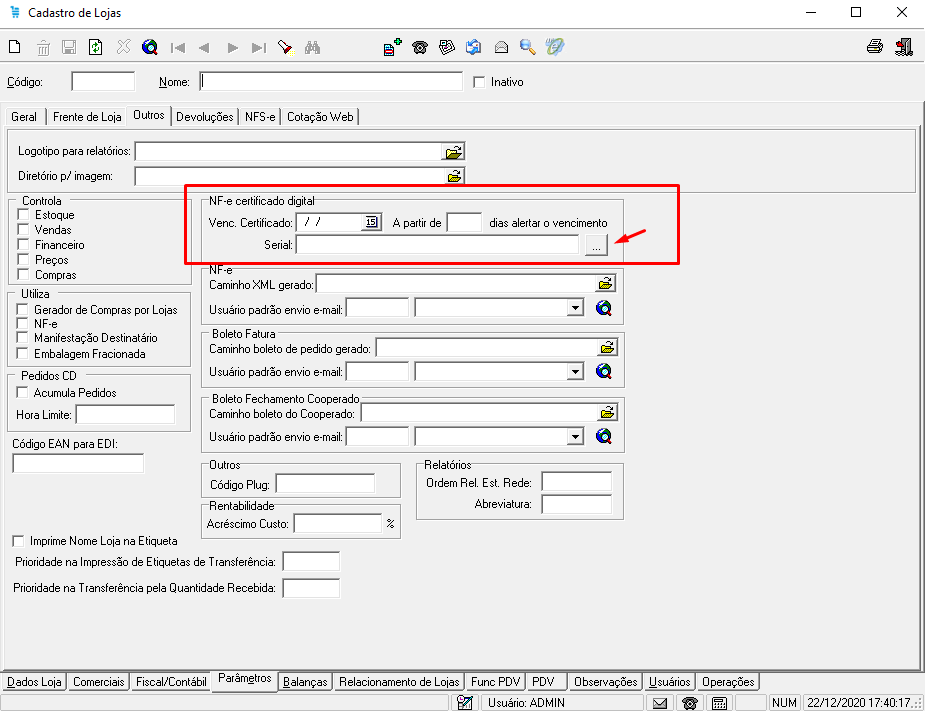 Cadastro de Lojas
Código:
Nome:
Inativo
Geral
Frente de Loja
Outros
Devoluções
NFS-e
Cotação Web
Logotipo para relatórios:
Diretório p/ imagem:
Controla
Estoque
Vendas
Financeiro
Preços
Compras
NF-e certificado digital
Venc. Certificado: / / 15 A partir de dias alertar o vencimento
Serial: ...
Utiliza
Gerador de Compras por Lojas
NF-e
Manifestação Destinatário
Embalagem Fracionada
NF-e
Caminho XML gerado:
Usuário padrão envio e-mail:
Boleto Fatura
Caminho boleto de pedido gerado:
Usuário padrão envio e-mail:
Pedidos CD
Acumula Pedidos
Hora Limite:
Boleto Fechamento Cooperado
Caminho boleto do Cooperado:
Usuário padrão envio e-mail:
Código EAN para EDI:
Outros
Código Plug:
Relatórios
Ordem Rel. Est. Rede:
Abreviatura:
Rentabilidade
Acréscimo Custo: %
Imprime Nome Loja na Etiqueta
Prioridade na Impressão de Etiquetas de Transferência:
Prioridade na Transferência pela Quantidade Recebida:
Dados Loja
Comerciais
Fiscal/Contábil
Parâmetros
Balanças
Relacionamento de Lojas
Func PDV
PDV
Observações
Usuários
Operações
Usuário: ADMIN
NUM
22/12/2020 17:40:17